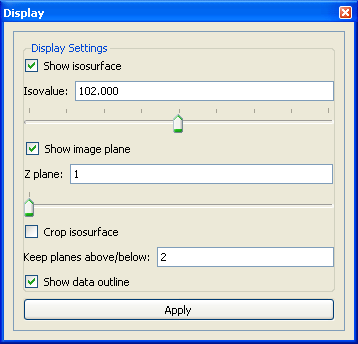 Display
Display Settings
Show isosurface
Isovalue: 102.000
Show image plane
Z plane: 1
Crop isosurface
Keep planes above/below: 2
Show data outline
Apply